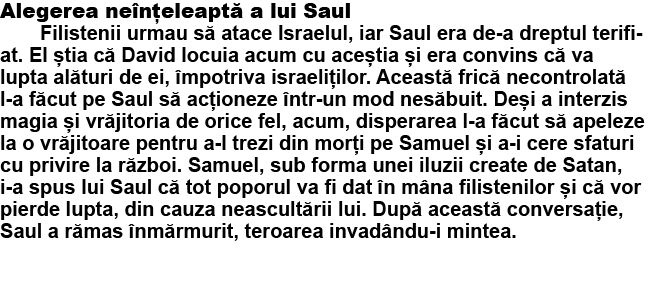 Alegerea neînțeleaptă a lui Saul
Filistenii urmau să atace Israelul, iar Saul era de-a dreptul terifi-
at. El știa că David locuia acum cu aceștia și era convins că va
lupta alături de ei, împotriva israeliților. Această frică necontrolată
l-a făcut pe Saul să acționeze într-un mod nesăbuit. Deși a interzis
magia și vrăjitoria de orice fel, acum, disperarea l-a făcut să apeleze
la o vrăjitoare pentru a-l trezi din morți pe Samuel și a-i cere sfaturi
cu privire la război. Samuel, sub forma unei iluzii create de Satan,
i-a spus lui Saul că tot poporul va fi dat în mâna filistenilor și că vor
pierde lupta, din cauza neascultării lui. După această conversație,
Saul a rămas înmărmurit, teroarea invadându-i mintea.